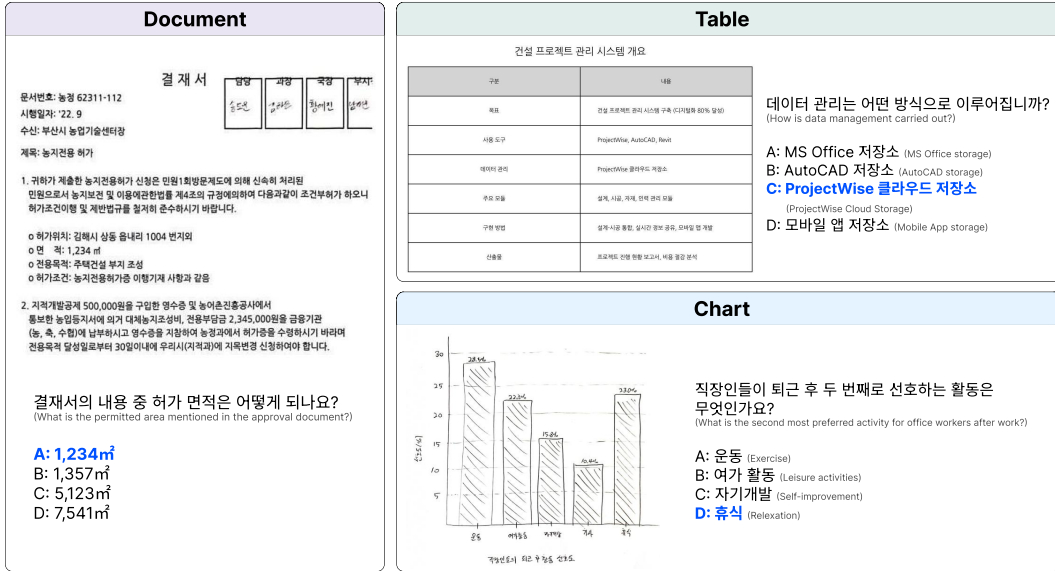 Document
결 재 서
담당 과장 국장 부지
문서번호: 농정 62311-112
시행일자: '22. 9
수신: 부산시 농업기술센터장
제목: 농지전용 허가
1. 귀하가 제출한 농지전용허가 신청은 민원1회방문제도에 의해 신속히 처리된
민원으로서 농지보전 및 이용에관한법률 제4조의 규정에의하여 다음과같이 조건부허가 하오니
허가조건이행 및 제반법규를 철저히 준수하시기 바랍니다.
o 허가위치: 김해시 상동 읍내리 1004 번지외
o 면 적: 1,234 ㎡
o 전용목적: 주택건설 부지 조성
o 허가조건: 농지전용허가증 이행기재 사항과 같음
2. 지적개발공제 500,000원을 구입한 영수증 및 농어촌진흥공사에서
통보한 농입등지서에 의거 대체농지조성비, 전용부담금 2,345,000원을 금융기관
(농, 축, 수협)에 납부하시고 영수증을 지참하여 농정과에서 허가증을 수령하시기 바라며
전용목적 달성일로부터 30일이내에 우리시(지적과)에 지목변경 신청하여야 합니다.
결재서의 내용 중 허가 면적은 어떻게 되나요?
(What is the permitted area mentioned in the approval document?)
A: 1,234㎡
B: 1,357㎡
C: 5,123㎡
D: 7,541㎡
Table
건설 프로젝트 관리 시스템 개요
구분 내용
목표 건설 프로젝트 관리 시스템 구축 (디지털화 80% 달성)
사용 도구 ProjectWise, AutoCAD, Revit
데이터 관리 ProjectWise 클라우드 저장소
주요 모듈 설계, 시공, 자재, 인력 관리 모듈
구현 방법 설계-시공 통합, 실시간 정보 공유, 모바일 앱 개발
산출물 프로젝트 진행 현황 보고서, 비용 절감 분석
데이터 관리는 어떤 방식으로 이루어집니까?
(How is data management carried out?)
A: MS Office 저장소 (MS Office storage)
B: AutoCAD 저장소 (AutoCAD storage)
C: ProjectWise 클라우드 저장소
(ProjectWise Cloud Storage)
D: 모바일 앱 저장소 (Mobile App storage)
Chart
30
25
20
15
10
5
선호도(%)
28.4%
22.3%
15.8%
10.4%
23.0%
운동 여가활동 자기개발 휴식
직장인들의 퇴근 후 활동 선호도
직장인들이 퇴근 후 두 번째로 선호하는 활동은
무엇인가요?
(What is the second most preferred activity for office workers after work?)
A: 운동 (Exercise)
B: 여가 활동 (Leisure activities)
C: 자기개발 (Self-improvement)
D: 휴식 (Relexation)